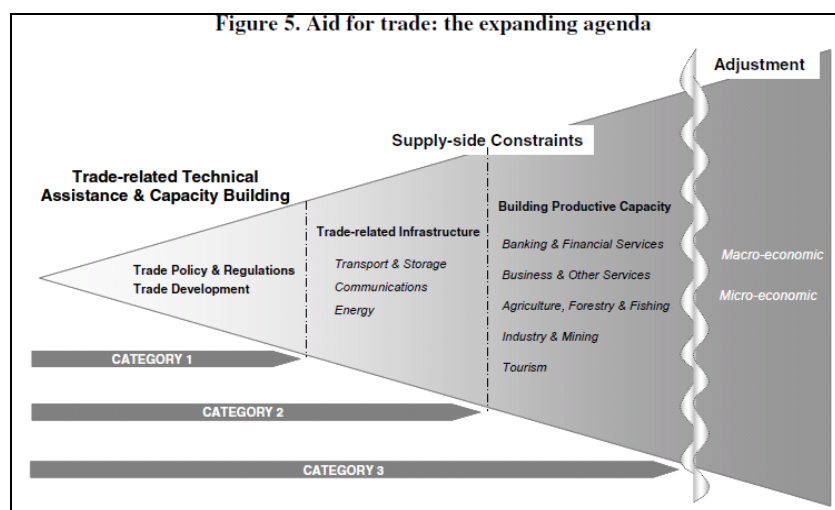 Figure 5. Aid for trade: the expanding agenda
Adjustment
Supply-side Constraints
Trade-related Technical
Assistance & Capacity Building
Trade Policy & Regulations
Trade Development
Trade-related Infrastructure
Transport & Storage
Communications
Energy
Building Productive Capacity
Banking & Financial Services
Business & Other Services
Agriculture, Forestry & Fishing
Industry & Mining
Tourism
Macro-economic
Micro-economic
CATEGORY 1
CATEGORY 2
CATEGORY 3